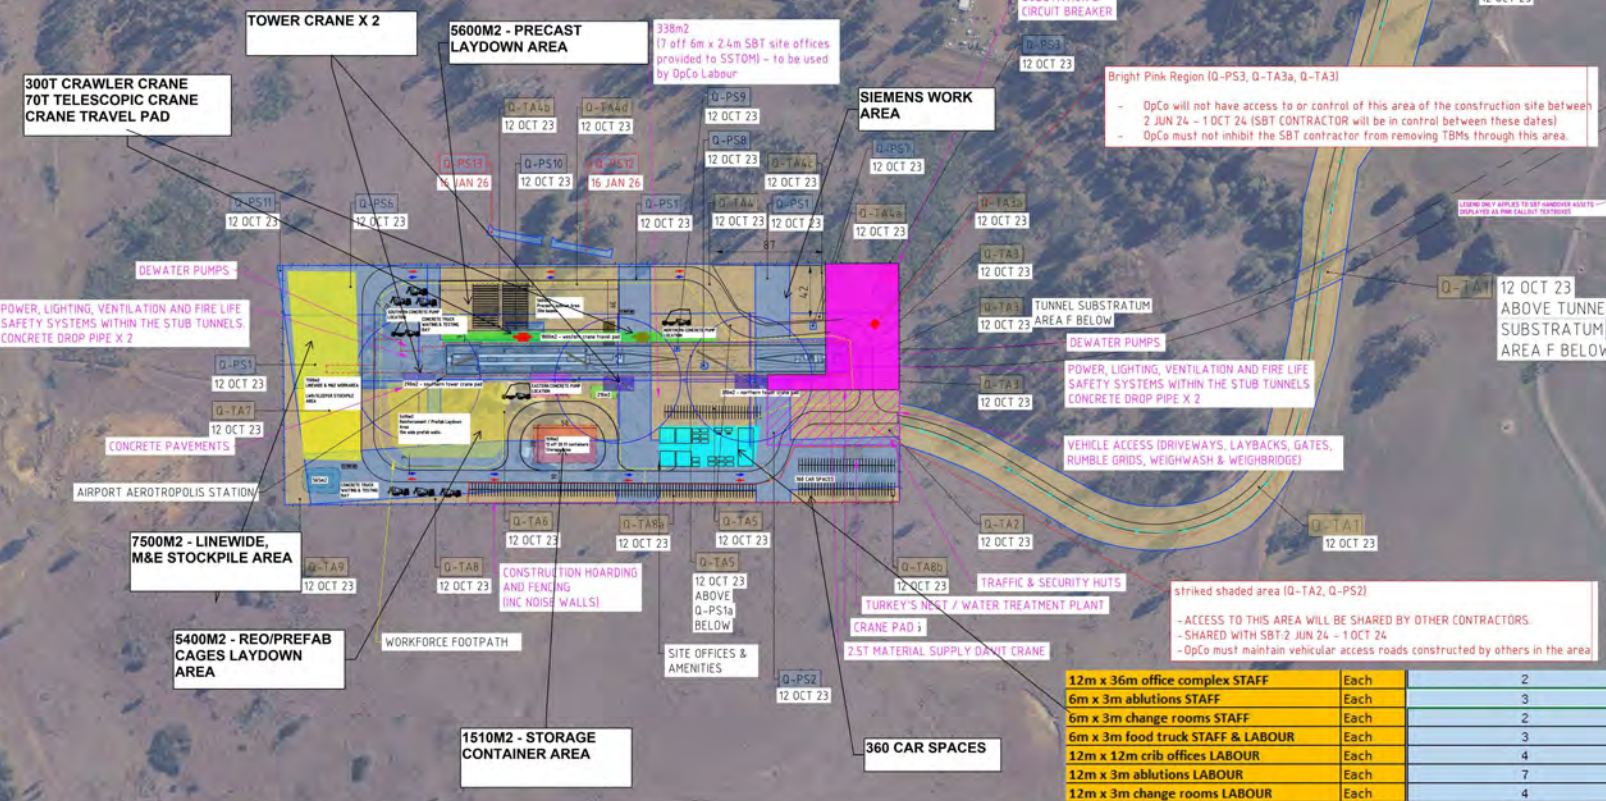 TOWER CRANE X 2
5600M2 - PRECAST
LAYDOWN AREA
338m2
(7 off 6m x 2.4m SBT site offices
provided to SSTOM) - to be used
by OpCo Labour
CIRCUIT BREAKER
12 OCT 23
Q-PS3
12 OCT 23
300T CRAWLER CRANE
70T TELESCOPIC CRANE
CRANE TRAVEL PAD
SIEMENS WORK
AREA
Bright Pink Region (Q-PS3, Q-TA3a, Q-TA3)
- OpCo will not have access to or control of this area of the construction site between
2 JUN 24 - 1 OCT 24 (SBT CONTRACTOR will be in control between these dates)
- OpCo must not inhibit the SBT contractor from removing TBMs through this area.
Q-TA4b
12 OCT 23
Q-TA4d
12 OCT 23
Q-PS9
12 OCT 23
Q-PS8
12 OCT 23
Q-PS7
12 OCT 23
Q-PS13
16 JAN 26
Q-PS10
12 OCT 23
Q-PS12
16 JAN 26
Q-TA4c
12 OCT 23
Q-PS11
12 OCT 23
Q-PS6
12 OCT 23
Q-PS1
12 OCT 23
Q-TA4
12 OCT 23
Q-PS1
12 OCT 23
Q-TA4a
12 OCT 23
Q-TA3a
12 OCT 23
LEGEND ONLY APPLIES TO SBT HANDOVER ASSETS
DISPLAYED AS PINK CALLOUT TEXTBOXES
87
42
Q-TA3
12 OCT 23
DEWATER PUMPS
POWER, LIGHTING, VENTILATION AND FIRE LIFE
SAFETY SYSTEMS WITHIN THE STUB TUNNELS.
CONCRETE DROP PIPE X 2
Q-TA1
12 OCT 23
ABOVE TUNNE
SUBSTRATUM
AREA F BELOW
Q-TA3
12 OCT 23
TUNNEL SUBSTRATUM
AREA F BELOW
DEWATER PUMPS
POWER, LIGHTING, VENTILATION AND FIRE LIFE
SAFETY SYSTEMS WITHIN THE STUB TUNNELS
CONCRETE DROP PIPE X 2
Q-PS1
12 OCT 23
Q-TA3
12 OCT 23
Q-TA7
12 OCT 23
CONCRETE PAVEMENTS
VEHICLE ACCESS (DRIVEWAYS, LAYBACKS, GATES,
RUMBLE GRIDS, WEIGHWASH & WEIGHBRIDGE)
AIRPORT AEROTROPOLIS STATION
360 CAR SPACES
7500M2 - LINEWIDE,
M&E STOCKPILE AREA
Q-TA6
12 OCT 23
Q-TA8a
12 OCT 23
Q-TA5
12 OCT 23
Q-TA2
12 OCT 23
Q-TA1
12 OCT 23
Q-TA9
12 OCT 23
Q-TA8
12 OCT 23
CONSTRUCTION HOARDING
AND FENCING
(INC NOISE WALLS)
Q-TA5
12 OCT 23
ABOVE
Q-PS1a
BELOW
Q-TA8b
12 OCT 23
TRAFFIC & SECURITY HUTS
TURKEY'S NEST / WATER TREATMENT PLANT
CRANE PAD
2.5T MATERIAL SUPPLY DAVIT CRANE
striked shaded area (Q-TA2, Q-PS2)
- ACCESS TO THIS AREA WILL BE SHARED BY OTHER CONTRACTORS.
- SHARED WITH SBT:2 JUN 24 - 1 OCT 24
- OpCo must maintain vehicular access roads constructed by others in the area
5400M2 - REO/PREFAB
CAGES LAYDOWN
AREA
WORKFORCE FOOTPATH
SITE OFFICES &
AMENITIES
Q-PS2
12 OCT 23
1510M2 - STORAGE
CONTAINER AREA
360 CAR SPACES
12m x 36m office complex STAFF Each 2
6m x 3m ablutions STAFF Each 3
6m x 3m change rooms STAFF Each 2
6m x 3m food truck STAFF & LABOUR Each 3
12m x 12m crib offices LABOUR Each 4
12m x 3m ablutions LABOUR Each 7
12m x 3m change rooms LABOUR Each 4